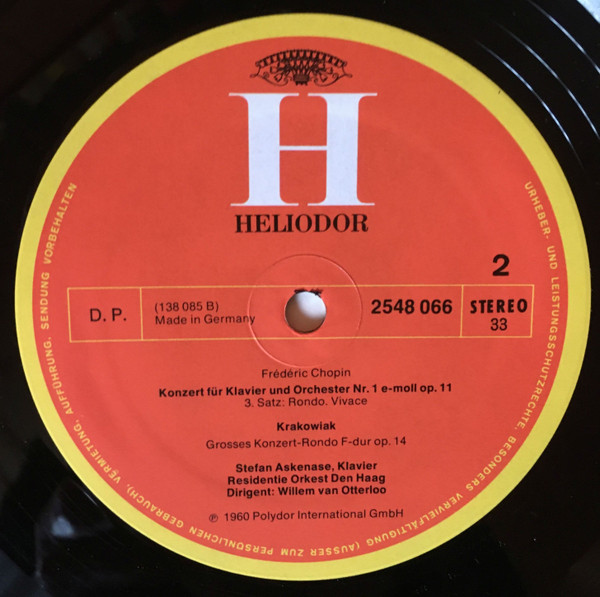 H
HELIODOR
2
D. P.
(138 085 B)
Made in Germany
2548 066
STEREO
33
Frédéric Chopin
Konzert für Klavier und Orchester Nr. 1 e-moll op. 11
3. Satz: Rondo. Vivace
Krakowiak
Grosses Konzert-Rondo F-dur op. 14
Stefan Askenase, Klavier
Residentie Orkest Den Haag
Dirigent: Willem van Otterloo
℗ 1960 Polydor International GmbH
URHEBER- UND LEISTUNGSSCHUTZRECHTE, BESONDERS VERVIELFÄLTIGUNG (AUSSER ZUM PERSÖNLICHEN GEBRAUCH), VERMIETUNG, AUFFÜHRUNG, SENDUNG VORBEHALTEN